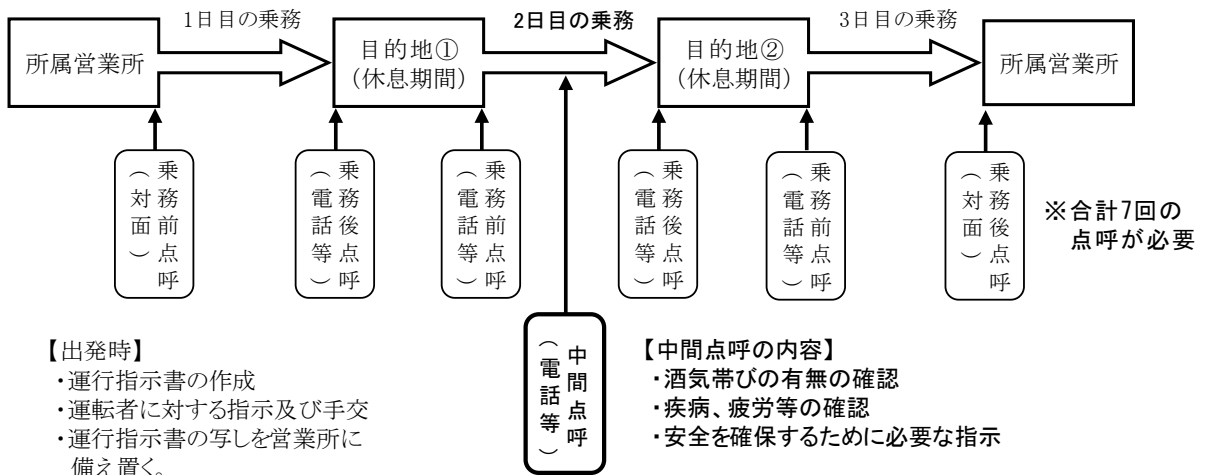 1日目の乗務
2日目の乗務
3日目の乗務
所属営業所
目的地①
(休息期間)
目的地②
(休息期間)
所属営業所
乗務前点呼
(対面)
乗務後点呼
(電話等)
乗務前点呼
(電話等)
乗務後点呼
(電話等)
乗務前点呼
(電話等)
乗務後点呼
(対面)
※合計7回の
点呼が必要
中間点呼
(電話等)
【出発時】
・運行指示書の作成
・運転者に対する指示及び手交
・運行指示書の写しを営業所に
備え置く。
【中間点呼の内容】
・酒気帯びの有無の確認
・疾病、疲労等の確認
・安全を確保するために必要な指示